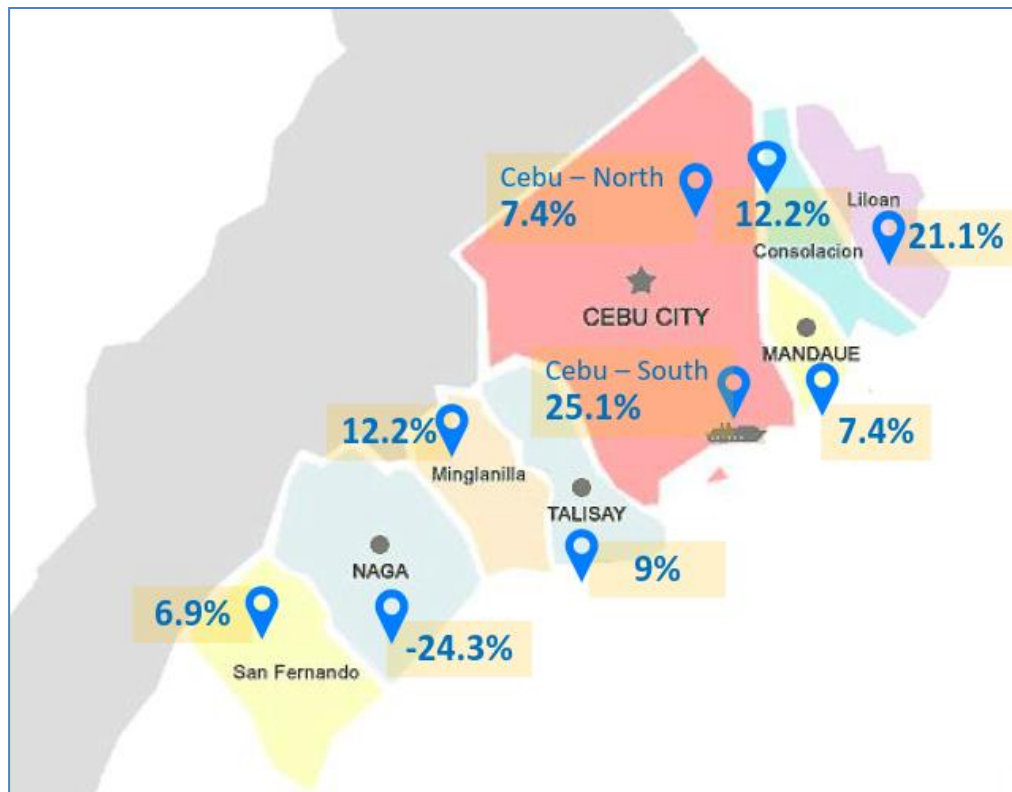 Cebu – North
7.4%
12.2%
Liloan
21.1%
Consolacion
CEBU CITY
MANDAUE
7.4%
Cebu – South
25.1%
12.2%
Minglanilla
TALISAY
9%
NAGA
-24.3%
6.9%
San Fernando